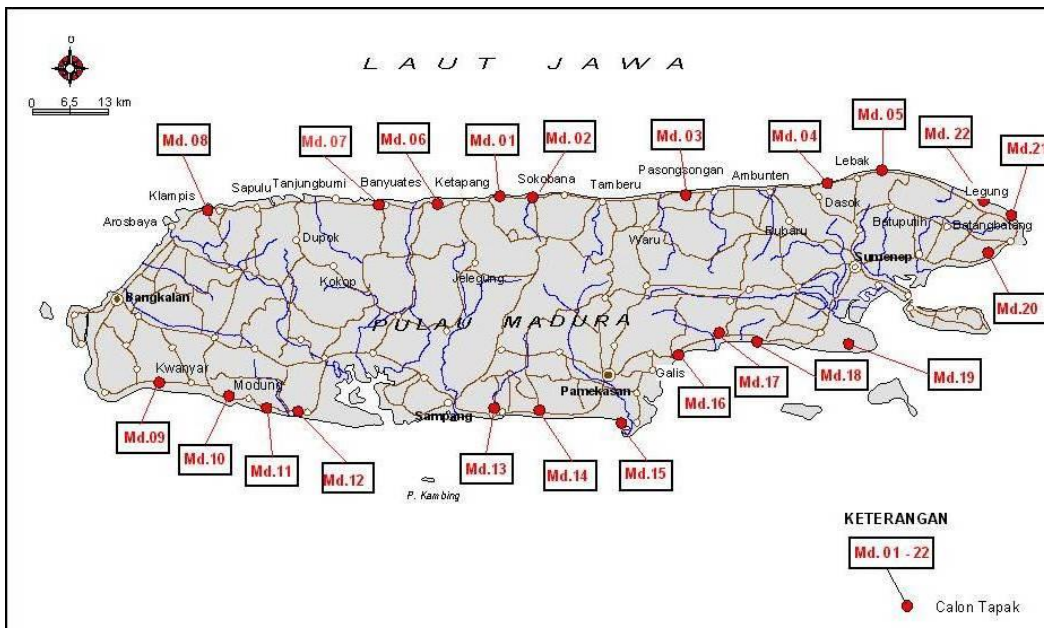 U
LAUT JAWA
0 6,5 13 km
Md. 08
Md. 07
Md. 06
Md. 01
Md. 02
Md. 03
Md. 04
Md. 05
Md. 22
Md. 21
Klampis
Sapulu
Tanjungbumi
Banyuates
Ketapang
Sokobana
Tamberu
Pasongsongan
Ambunten
Lebak
Dasok
Legung
Arosbaya
Batuputih
Batangbatang
Dupok
Waru
Rubaru
Sumenep
Kokop
Jelegung
Bangkalan
PULAU MADURA
Md. 20
Kwanyar
Modung
Galis
Pamekasan
Sampang
Md. 16
Md. 17
Md. 18
Md. 19
Md. 09
Md. 10
Md. 11
Md. 12
Md. 13
Md. 14
Md. 15
P. Kambing
KETERANGAN
Md. 01 - 22
Calon Tapak